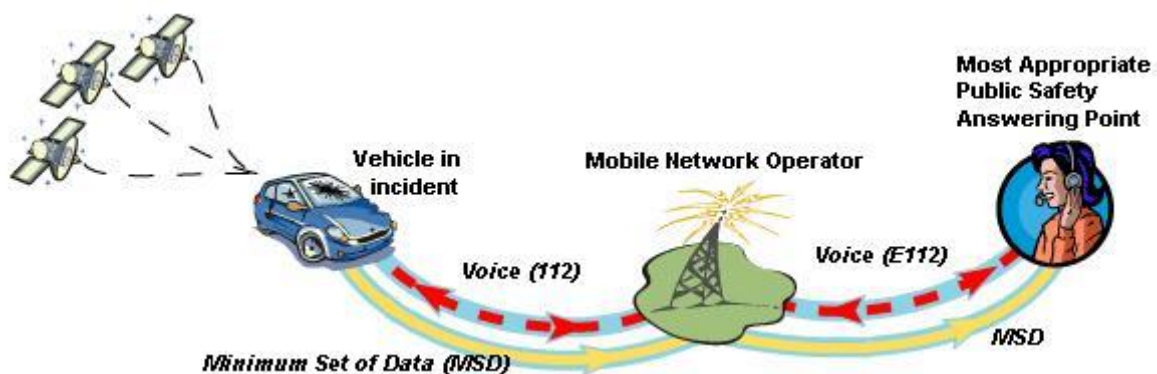 Most Appropriate
Public Safety
Answering Point
Vehicle in
incident
Mobile Network Operator
Voice (112)
Voice (E112)
Minimum Set of Data (MSD)
MSD